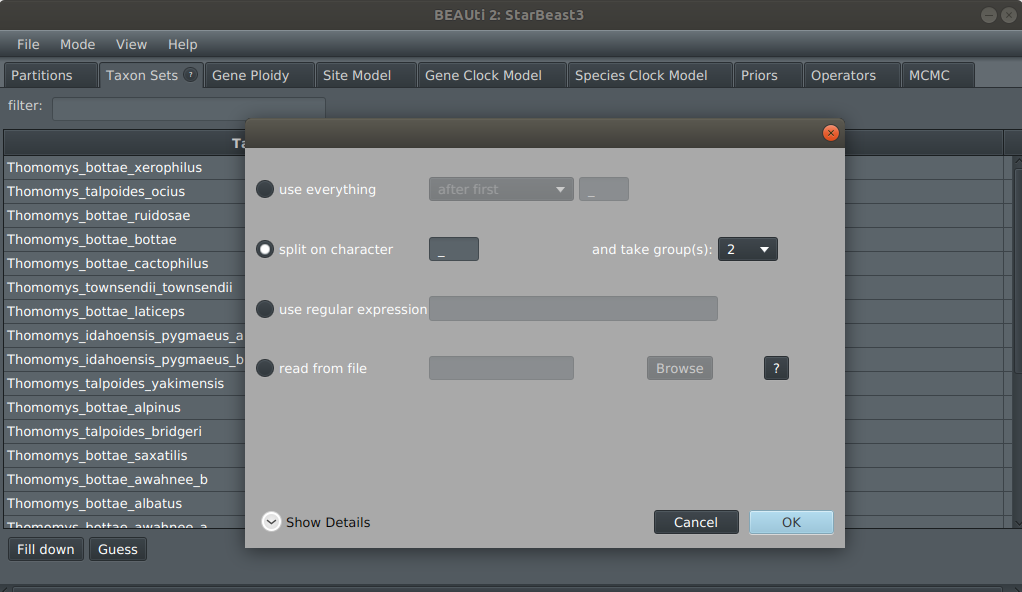 BEAUti 2: StarBeast3
File Mode View Help
Partitions Taxon Sets ? Gene Ploidy Site Model Gene Clock Model Species Clock Model Priors Operators MCMC
filter:
Thomomys_bottae_xerophilus
Thomomys_talpoides_ocius
Thomomys_bottae_ruidosae
Thomomys_bottae_bottae
Thomomys_bottae_cactophilus
Thomomys_townsendii_townsendii
Thomomys_bottae_laticeps
Thomomys_idahoensis_pygmaeus_a
Thomomys_idahoensis_pygmaeus_b
Thomomys_talpoides_yakimensis
Thomomys_bottae_alpinus
Thomomys_talpoides_bridgeri
Thomomys_bottae_saxatilis
Thomomys_bottae_awahnee_b
Thomomys_bottae_albatus
Thomomys_bottae_awahnee_a
Fill down Guess
use everything after first _
split on character _ and take group(s): 2
use regular expression
read from file Browse ?
Show Details Cancel OK